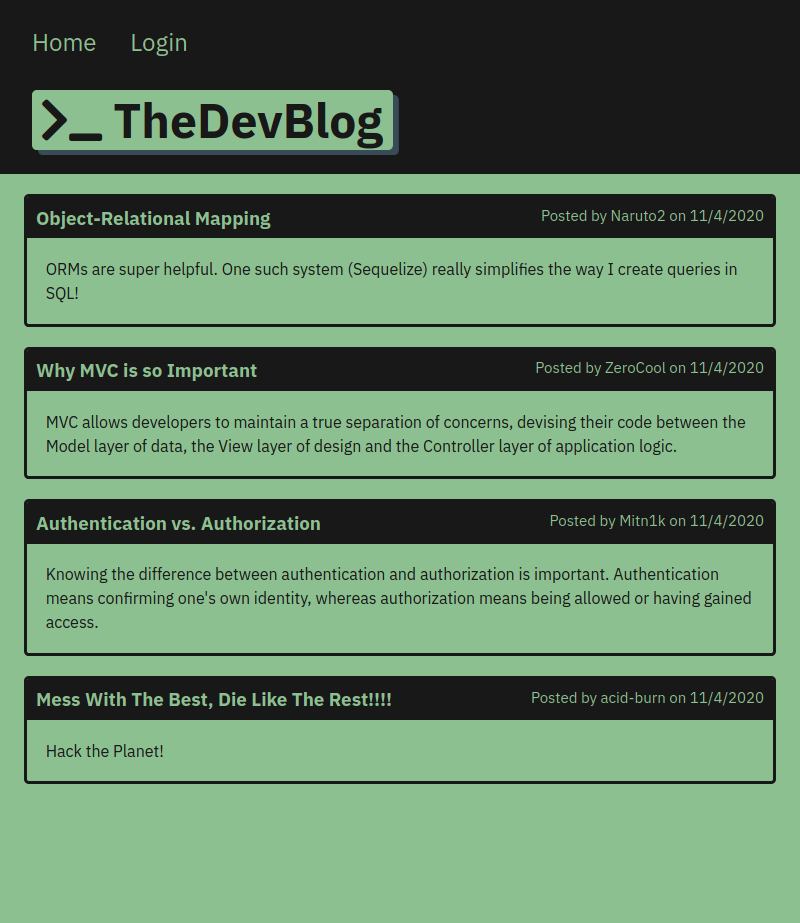 Home Login
>_ TheDevBlog
Object-Relational Mapping Posted by Naruto2 on 11/4/2020
ORMs are super helpful. One such system (Sequelize) really simplifies the way I create queries in
SQL!
Why MVC is so Important Posted by ZeroCool on 11/4/2020
MVC allows developers to maintain a true separation of concerns, devising their code between the
Model layer of data, the View layer of design and the Controller layer of application logic.
Authentication vs. Authorization Posted by Mitn1k on 11/4/2020
Knowing the difference between authentication and authorization is important. Authentication
means confirming one's own identity, whereas authorization means being allowed or having gained
access.
Mess With The Best, Die Like The Rest!!!! Posted by acid-burn on 11/4/2020
Hack the Planet!